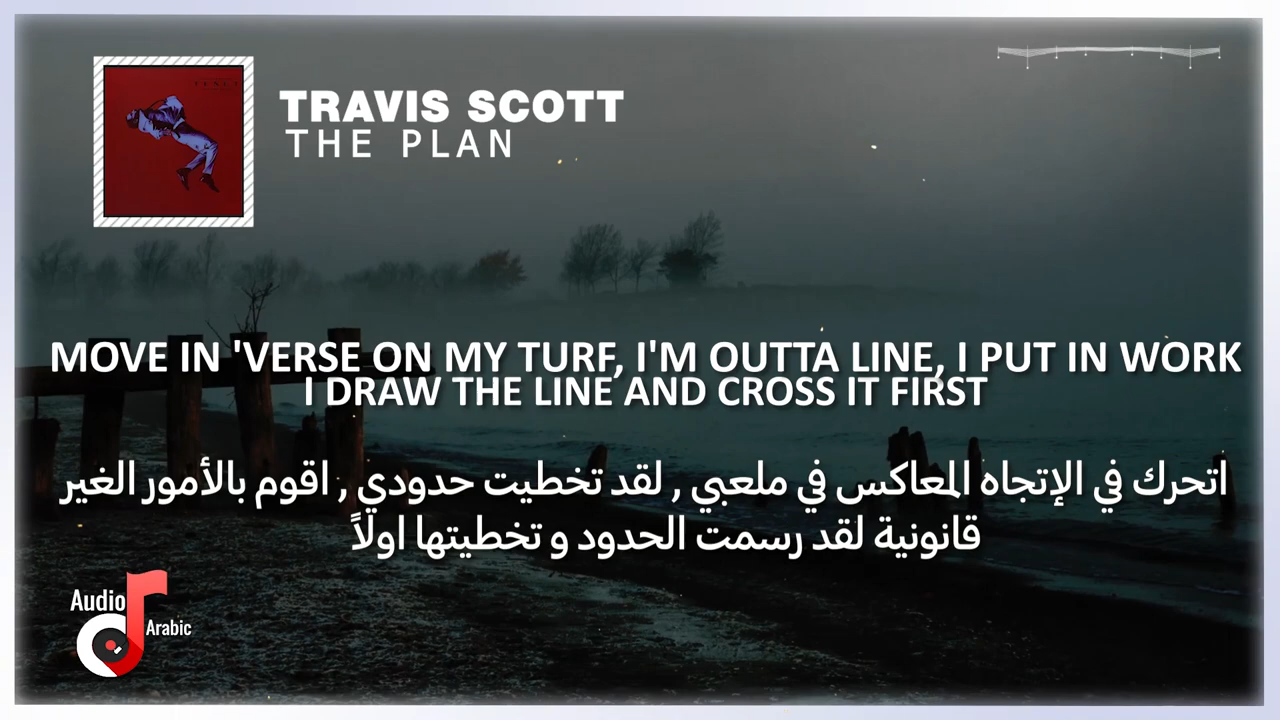 TRAVIS SCOTT
THE PLAN
MOVE IN 'VERSE ON MY TURF, I'M OUTTA LINE, I PUT IN WORK
I DRAW THE LINE AND CROSS IT FIRST
اتحرك في الإتجاه المعاكس في ملعبي , لقد تخطيت حدودي , اقوم بالأمور الغير
قانونية لقد رسمت الحدود و تخطيتها اولاً
Audio
Arabic